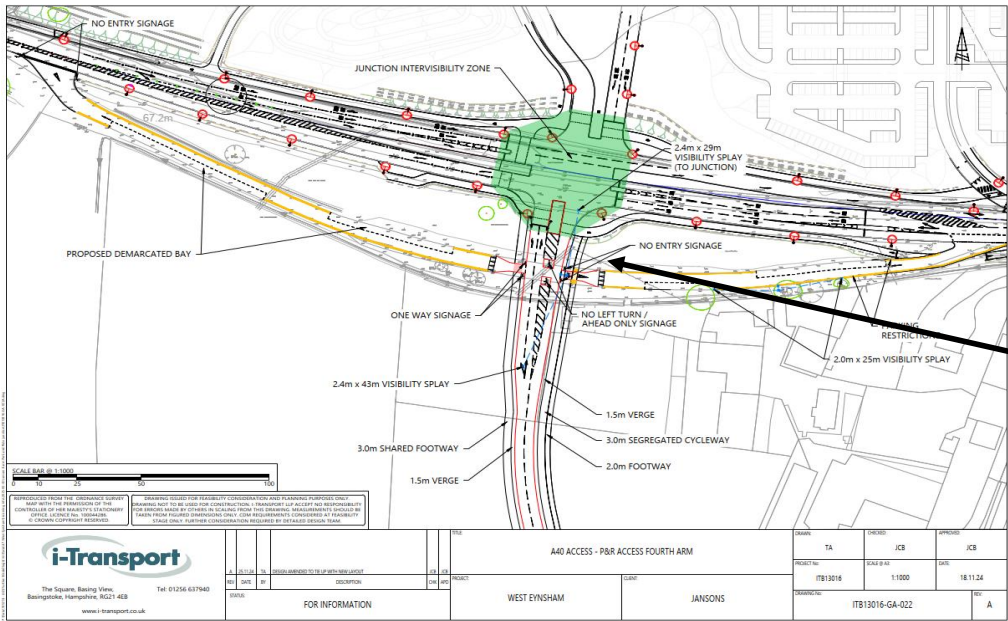 NO ENTRY SIGNAGE
JUNCTION INTERVISIBILITY ZONE
67.2m
2.4m x 29m
VISIBILITY SPLAY
(TO JUNCTION)
PROPOSED DEMARCATED BAY
NO ENTRY SIGNAGE
ONE WAY SIGNAGE
NO LEFT TURN /
AHEAD ONLY SIGNAGE
RESTRICTIONS
2.0m x 25m VISIBILITY SPLAY
2.4m x 43m VISIBILITY SPLAY
1.5m VERGE
3.0m SHARED FOOTWAY
3.0m SEGREGATED CYCLEWAY
1.5m VERGE
2.0m FOOTWAY
SCALE BAR @ 1:1000
0 10 25 50 100
REPRODUCED FROM THE ORDNANCE SURVEY
MAP WITH THE PERMISSION OF THE
CONTROLLER OF HER MAJESTY'S STATIONERY
OFFICE. LICENCE No. 100044286.
© CROWN COPYRIGHT RESERVED.
DRAWING ISSUED FOR FEASIBILITY CONSIDERATION AND PLANNING PURPOSES ONLY.
DRAWING NOT TO BE USED FOR CONSTRUCTION. i-TRANSPORT LLP ACCEPT NO RESPONSIBILITY
FOR ERRORS MADE BY OTHERS IN SCALING FROM THIS DRAWING. MEASUREMENTS SHOULD BE
TAKEN FROM FIGURED DIMENSIONS ONLY. CDM REQUIREMENTS CONSIDERED AT FEASIBILITY
STAGE ONLY. FURTHER CONSIDERATION REQUIRED BY DETAILED DESIGN TEAM.
i-Transport
The Square, Basing View,
Basingstoke, Hampshire, RG21 4EB
Tel: 01256 637940
www.i-transport.co.uk
A 25.11.24 TA DESIGN AMENDED TO TIE UP WITH NEW LAYOUT JCB JCB
REV DATE BY DESCRIPTION CHK APD
STATUS:
FOR INFORMATION
TITLE:
A40 ACCESS - P&R ACCESS FOURTH ARM
PROJECT:
WEST EYNSHAM
CLIENT:
JANSONS
DRAWN:
TA
CHECKED:
JCB
APPROVED:
JCB
PROJECT No:
ITB13016
SCALE @ A3:
1:1000
DATE:
18.11.24
DRAWING No:
ITB13016-GA-022
REV:
A